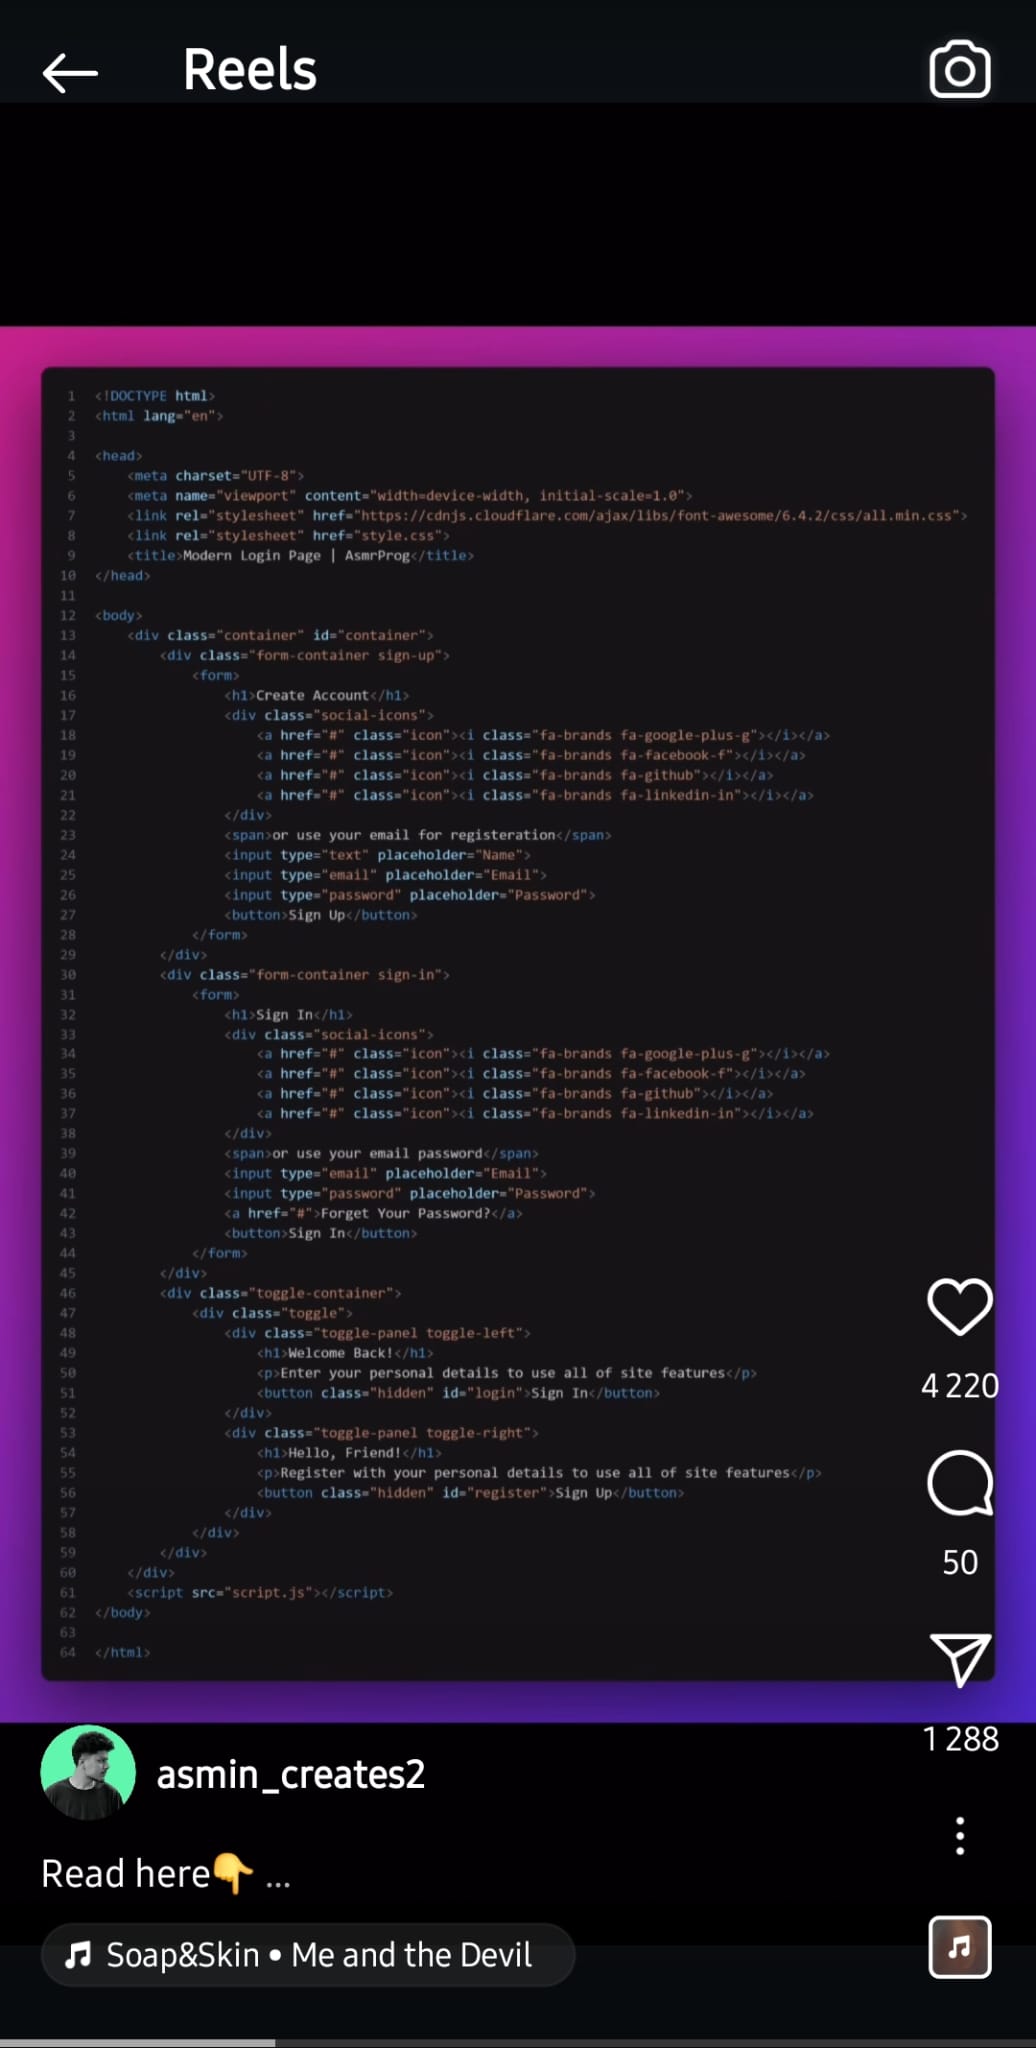 Reels
1 <!DOCTYPE html>
2 <html lang="en">
3
4 <head>
5 <meta charset="UTF-8">
6 <meta name="viewport" content="width=device-width, initial-scale=1.0">
7 <link rel="stylesheet" href="https://cdnjs.cloudflare.com/ajax/libs/font-awesome/6.4.2/css/all.min.css">
8 <link rel="stylesheet" href="style.css">
9 <title>Modern Login Page | AsmrProg</title>
10 </head>
11
12 <body>
13 <div class="container" id="container">
14 <div class="form-container sign-up">
15 <form>
16 <h1>Create Account</h1>
17 <div class="social-icons">
18 <a href="#" class="icon"><i class="fa-brands fa-google-plus-g"></i></a>
19 <a href="#" class="icon"><i class="fa-brands fa-facebook-f"></i></a>
20 <a href="#" class="icon"><i class="fa-brands fa-github"></i></a>
21 <a href="#" class="icon"><i class="fa-brands fa-linkedin-in"></i></a>
22 </div>
23 <span>or use your email for registeration</span>
24 <input type="text" placeholder="Name">
25 <input type="email" placeholder="Email">
26 <input type="password" placeholder="Password">
27 <button>Sign Up</button>
28 </form>
29 </div>
30 <div class="form-container sign-in">
31 <form>
32 <h1>Sign In</h1>
33 <div class="social-icons">
34 <a href="#" class="icon"><i class="fa-brands fa-google-plus-g"></i></a>
35 <a href="#" class="icon"><i class="fa-brands fa-facebook-f"></i></a>
36 <a href="#" class="icon"><i class="fa-brands fa-github"></i></a>
37 <a href="#" class="icon"><i class="fa-brands fa-linkedin-in"></i></a>
38 </div>
39 <span>or use your email password</span>
40 <input type="email" placeholder="Email">
41 <input type="password" placeholder="Password">
42 <a href="#">Forget Your Password?</a>
43 <button>Sign In</button>
44 </form>
45 </div>
46 <div class="toggle-container">
47 <div class="toggle">
48 <div class="toggle-panel toggle-left">
49 <h1>Welcome Back!</h1>
50 <p>Enter your personal details to use all of site features</p>
51 <button class="hidden" id="login">Sign In</button>
52 </div>
53 <div class="toggle-panel toggle-right">
54 <h1>Hello, Friend!</h1>
55 <p>Register with your personal details to use all of site features</p>
56 <button class="hidden" id="register">Sign Up</button>
57 </div>
58 </div>
59 </div>
60 </div>
61 <script src="script.js"></script>
62 </body>
63
64 </html>
4 220
50
1 288
asmin_creates2
Read here👇 ...
Soap&Skin • Me and the Devil